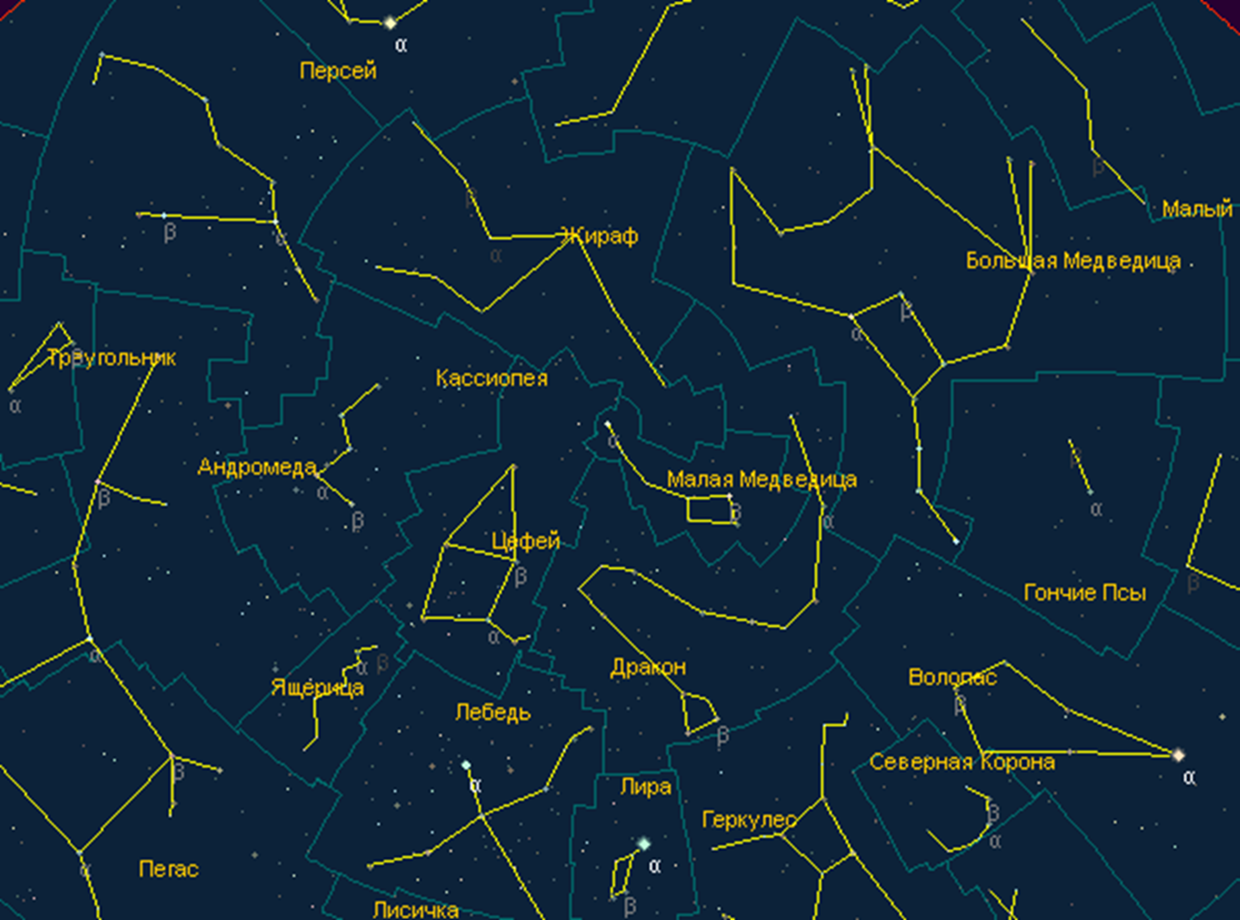 α
Персей
β
Малый
β
α
β
α
Жираф
Большая Медведица
β
α
Треугольник
β
α
Кассиопея
α
β
Андромеда
α
β
Малая Медведица
β
α
β
α
Цефей
β
β
Гончие Псы
α
α
Дракон
Волопас
α
β
Ящерица
β
Лебедь
β
Северная Корона
β
α
α
Лира
Геркулес
β
α
α
α
Пегас
β
Лисичка